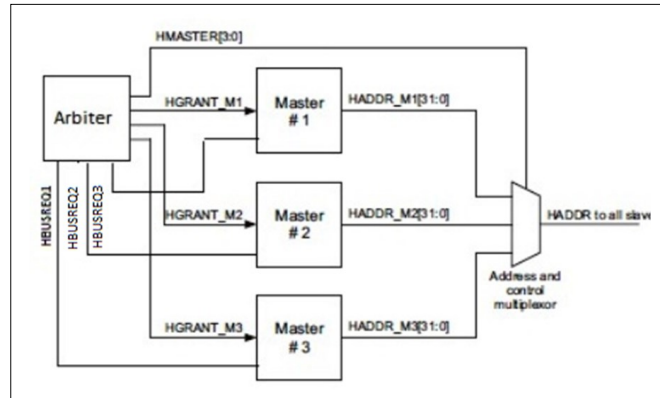 HMASTER[3:0]
Arbiter
HGRANT_M1
Master
# 1
HADDR_M1[31:0]
HBUSREQ1
HBUSREQ2
HBUSREQ3
HGRANT_M2
Master
# 2
HADDR_M2[31:0]
HADDR to all slave
Address and
control
multiplexor
HGRANT_M3
Master
# 3
HADDR_M3[31:0]